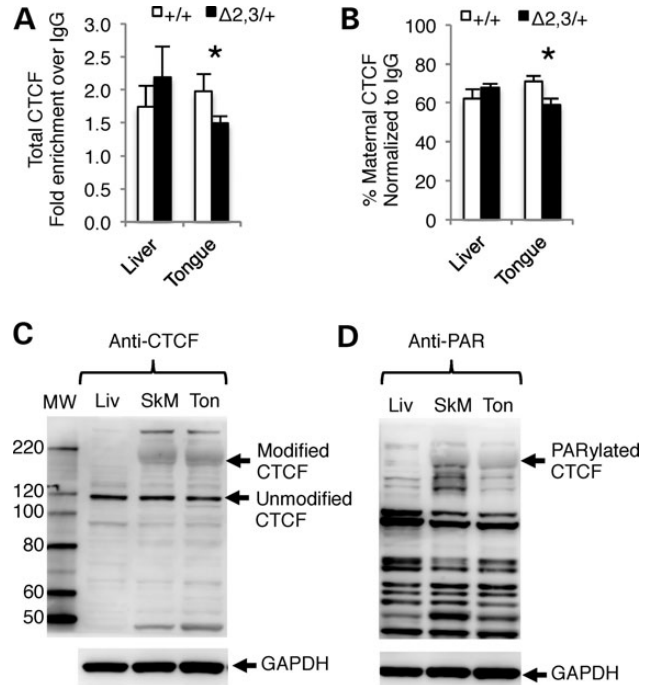 A
+/+ Δ2,3/+
Total CTCF
Fold enrichment over IgG
3.0
2.5
2.0
1.5
1.0
0.5
0.0
*
Liver
Tongue
B
+/+ Δ2,3/+
% Maternal CTCF
Normalized to IgG
100
80
60
40
20
0
*
Liver
Tongue
C
Anti-CTCF
MW Liv SkM Ton
220
120
100
80
60
50
Modified
CTCF
Unmodified
CTCF
GAPDH
D
Anti-PAR
Liv SkM Ton
PARylated
CTCF
GAPDH